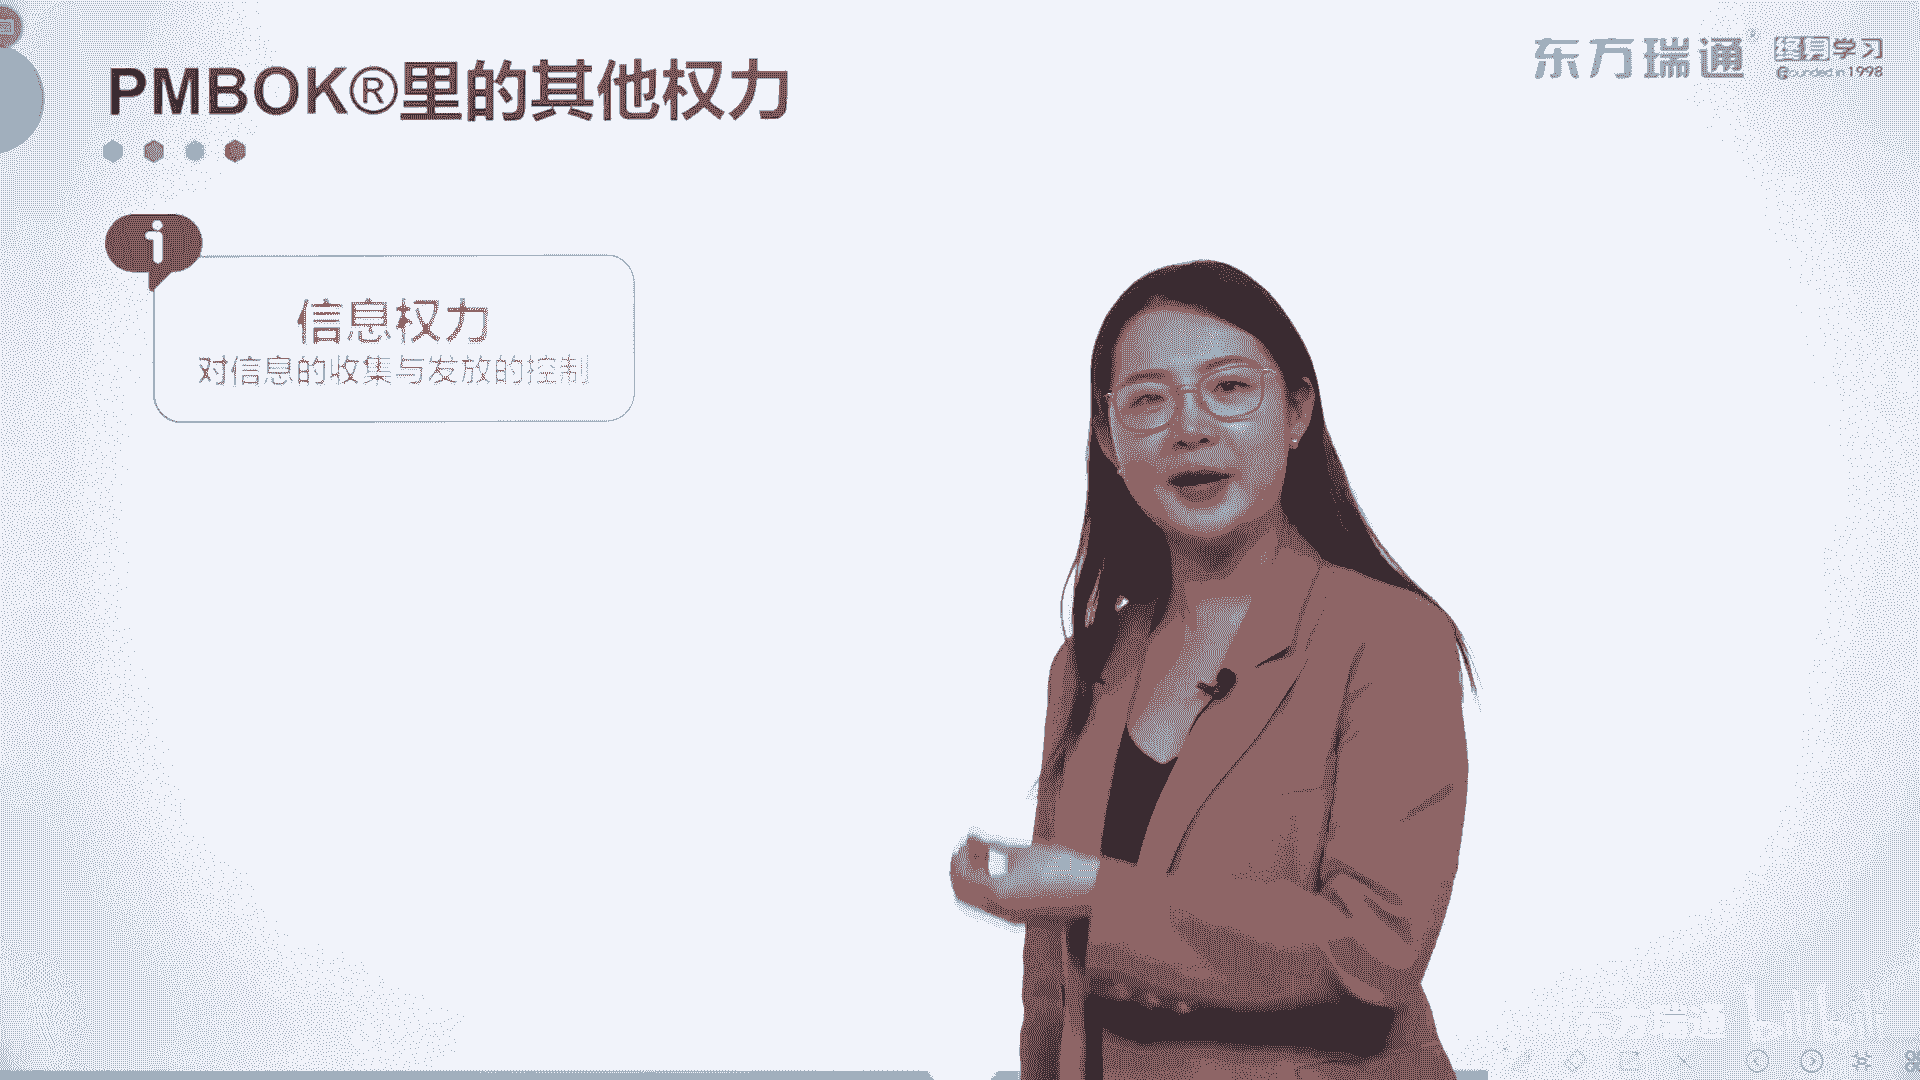 PMBOK®里的其他权力
东方瑞通®
终身学习
Founded in 1998
i
信息权力
对信息的收集与发放的控制
东方瑞通 bilibili